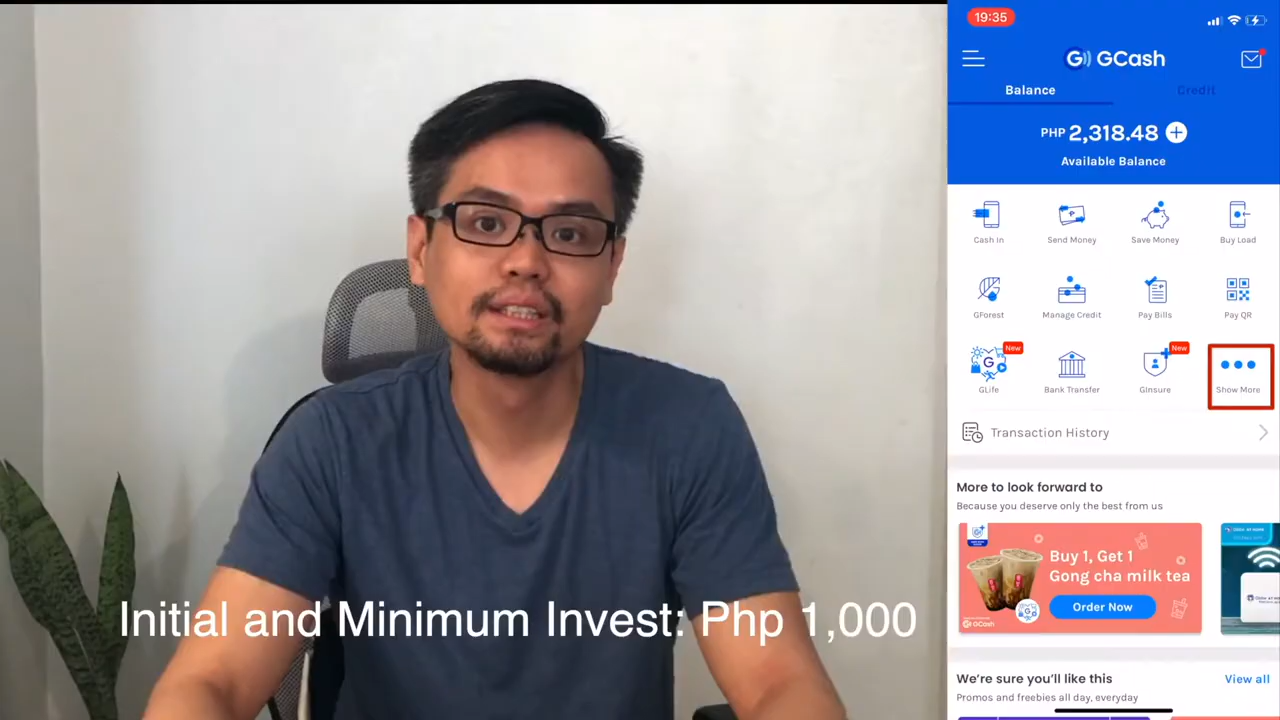 19:35
GCash
Balance
Credit
PHP 2,318.48
Available Balance
Cash In
Send Money
Save Money
Buy Load
GForest
Manage Credit
Pay Bills
Pay QR
New
GLife
Bank Transfer
New
GInsure
Show More
Transaction History
More to look forward to
Because you deserve only the best from us
Buy 1, Get 1
Gong cha milk tea
Order Now
GCash
We're sure you'll like this
View all
Promos and freebies all day, everyday
Initial and Minimum Invest: Php 1,000